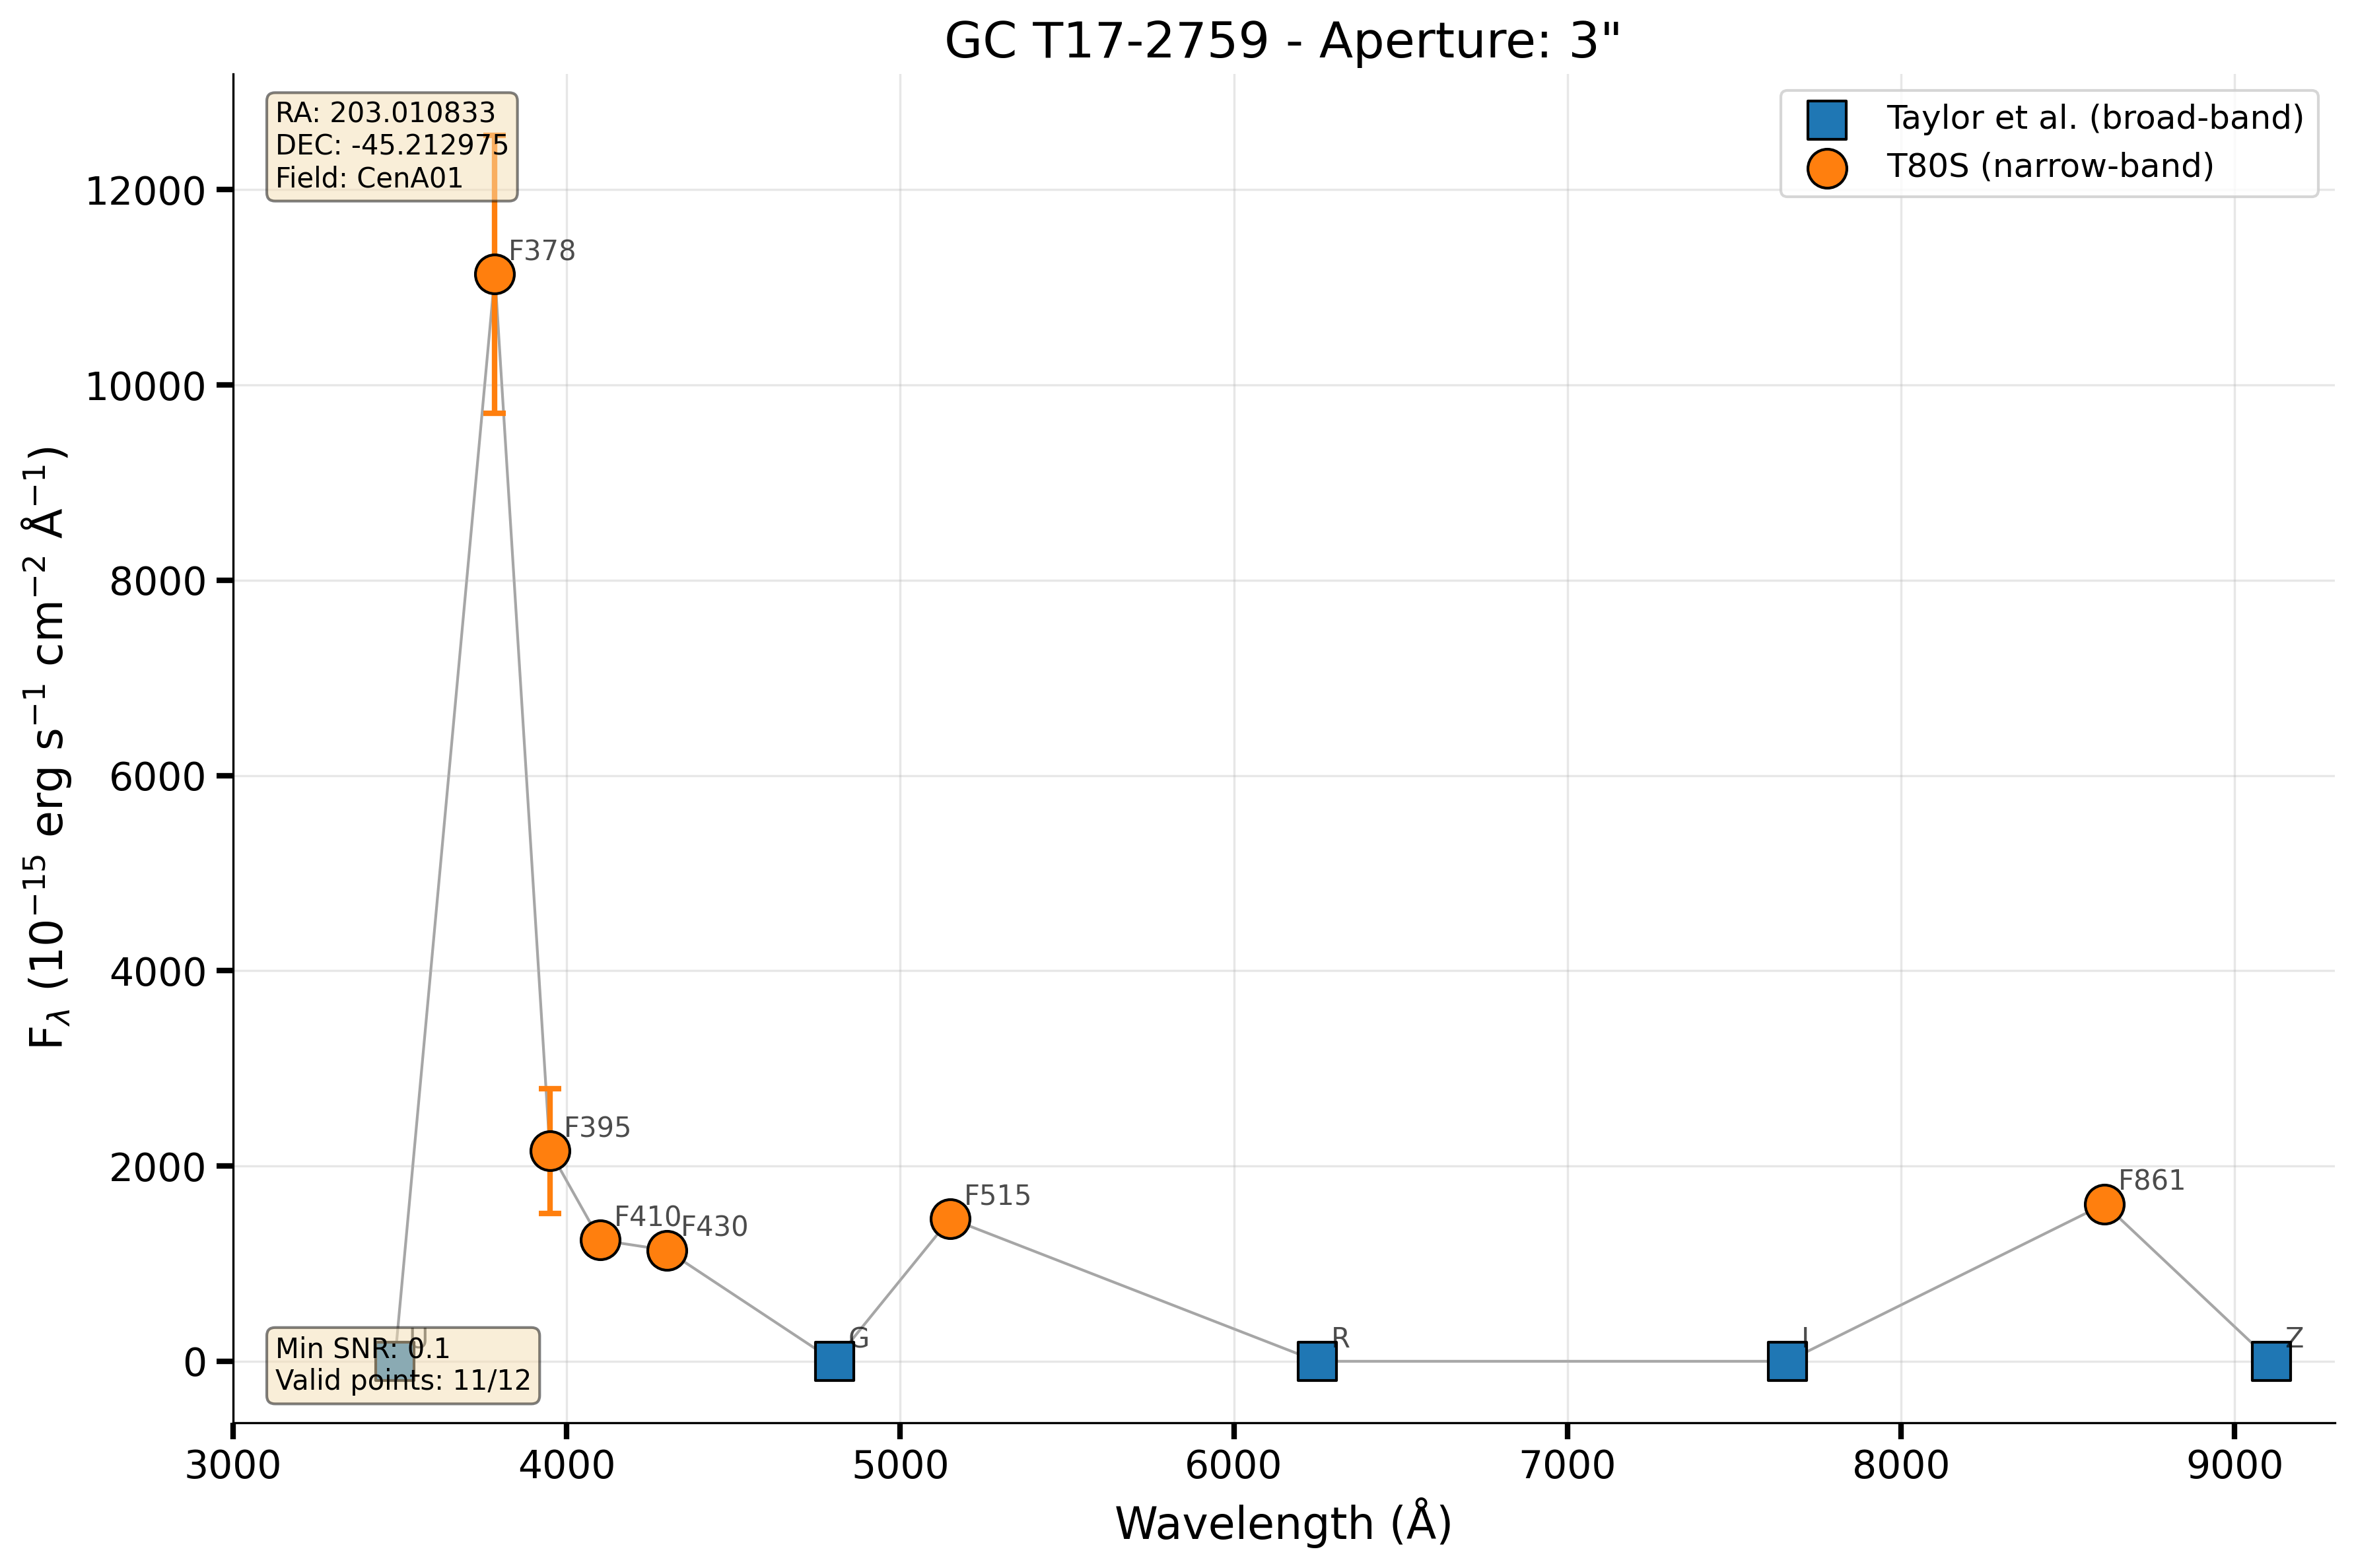 GC T17-2759 - Aperture: 3"
RA: 203.010833
DEC: -45.212975
Field: CenA01
Taylor et al. (broad-band)
T80S (narrow-band)
F378
F395
F410
F430
F515
F861
U
G
R
I
Z
Min SNR: 0.1
Valid points: 11/12
12000
10000
8000
6000
4000
2000
0
3000 4000 5000 6000 7000 8000 9000
Wavelength (Å)
F$_{λ}$ (10$^{−15}$ erg s$^{−1}$ cm$^{−2}$ Å$^{−1}$)